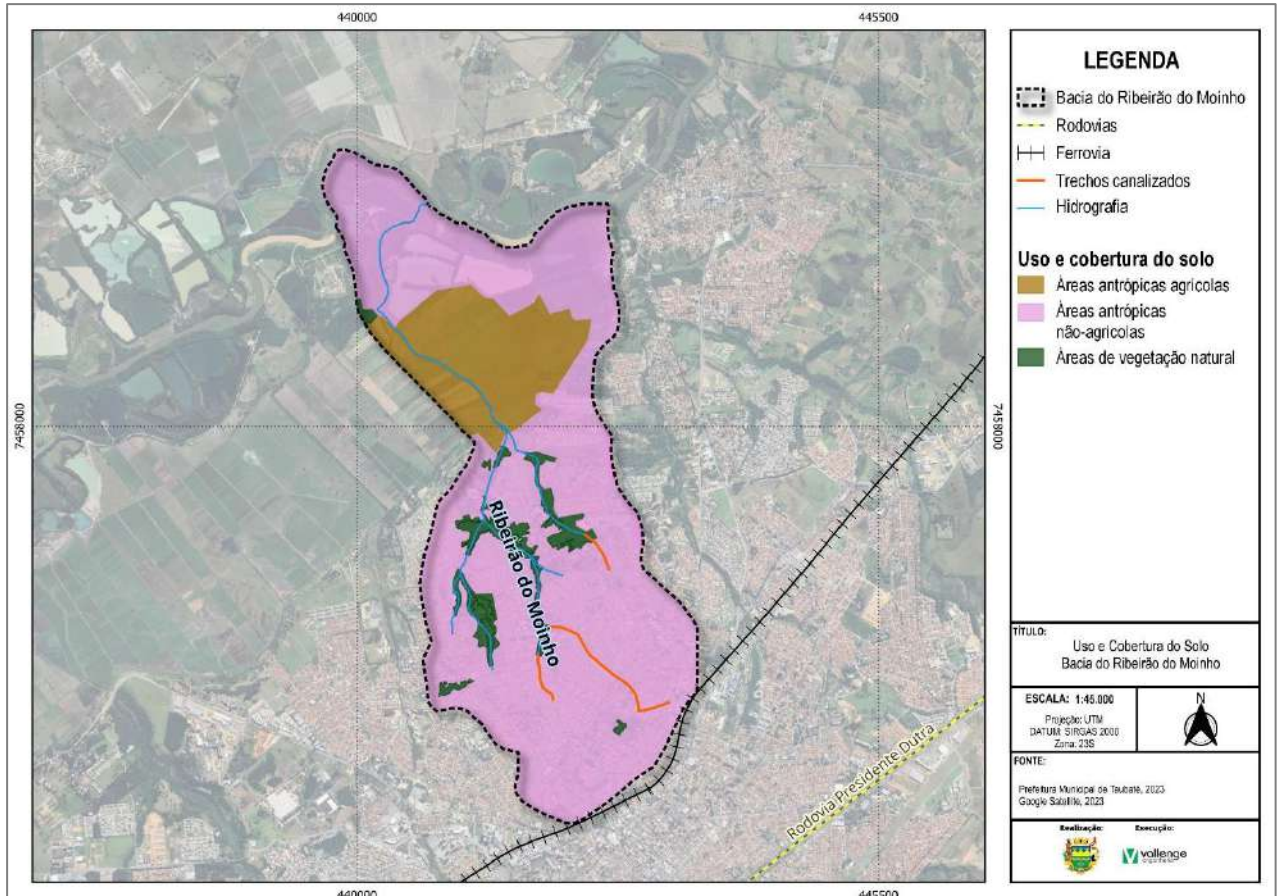 440000
445500
7458000
7458000
Ribeirão do Moinho
Rodovia Presidente Dutra
440000
445500
LEGENDA
Bacia do Ribeirão do Moinho
Rodovias
Ferrovia
Trechos canalizados
Hidrografia
Uso e cobertura do solo
Áreas antrópicas agrícolas
Áreas antrópicas
não-agrícolas
Áreas de vegetação natural
TÍTULO:
Uso e Cobertura do Solo
Bacia do Ribeirão do Moinho
ESCALA: 1:45.000
Projeção: UTM
DATUM: SIRGAS 2000
Zona: 23S
N
FONTE:
Prefeitura Municipal de Taubaté, 2023
Google Satélite, 2023
Realização:
Execução:
vallenge
engenharia